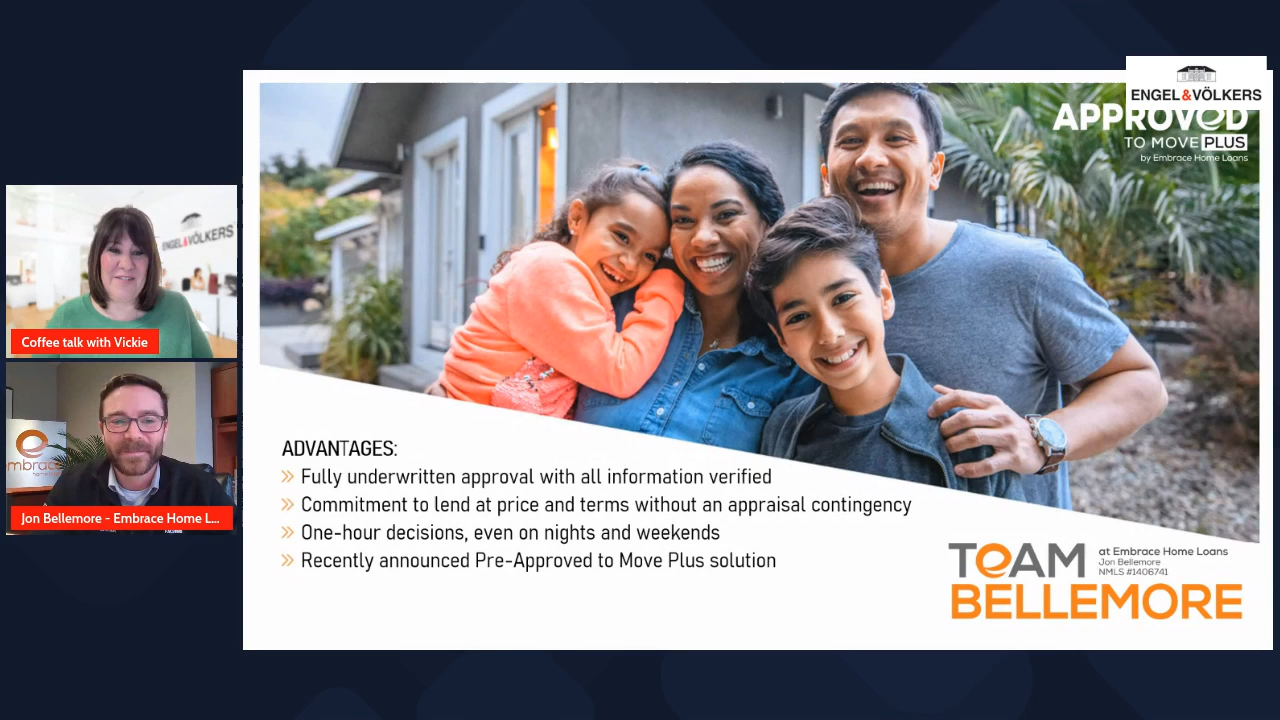 ENGEL&VÖLKERS
APPROVED
TO MOVE PLUS
by Embrace Home Loans
ENGEL&VÖLKERS
Coffee talk with Vickie
mbrace
Jon Bellemore - Embrace Home L...
ADVANTAGES:
Fully underwritten approval with all information verified
Commitment to lend at price and terms without an appraisal contingency
One-hour decisions, even on nights and weekends
Recently announced Pre-Approved to Move Plus solution
TEAM
at Embrace Home Loans
Jon Bellemore
NMLS #1406741
BELLEMORE